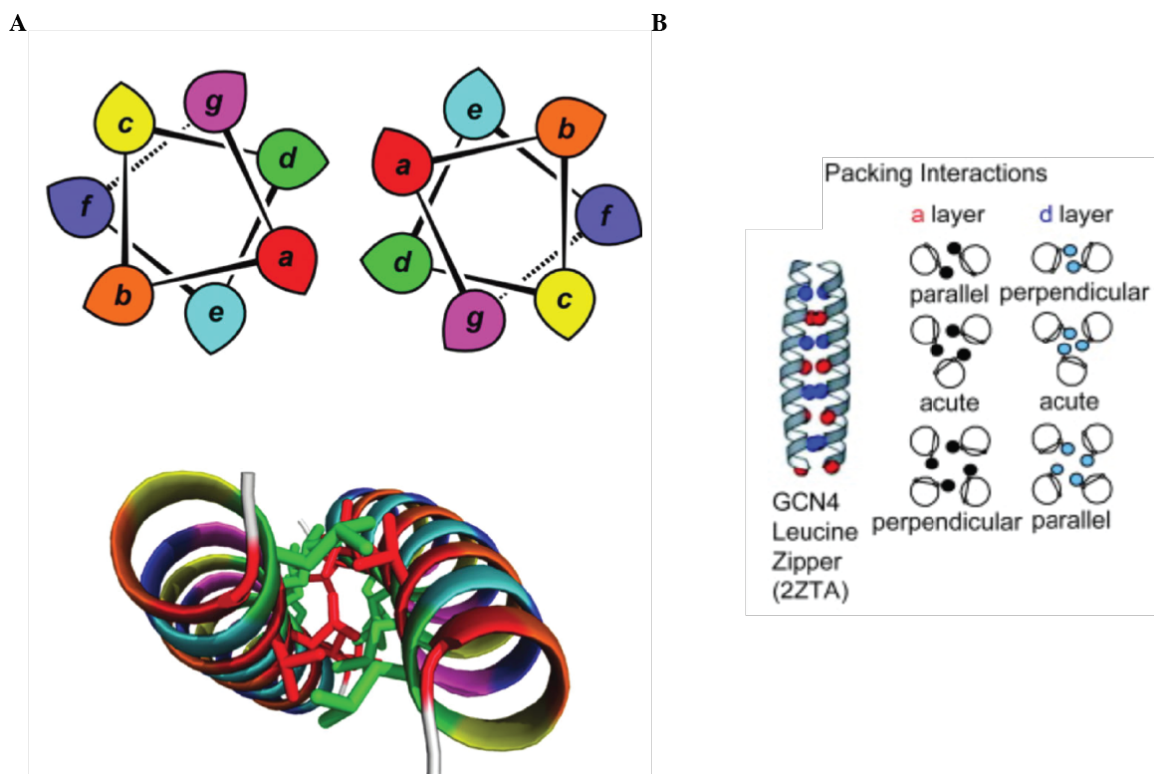 A
B
g
c
d
f
a
b
e
e
b
a
f
d
c
g
Packing Interactions
a layer
d layer
parallel
perpendicular
acute
acute
perpendicular
parallel
GCN4
Leucine
Zipper
(2ZTA)